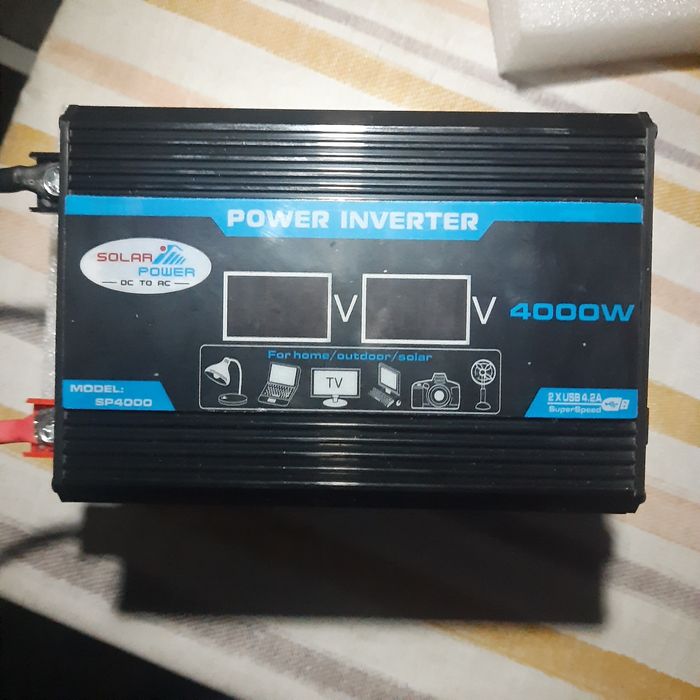 POWER INVERTER
SOLAR
POWER
DC TO AC
V
V
4000W
For home/outdoor/solar
TV
MODEL:
SP4000
2 X USB 4.2A
SuperSpeed